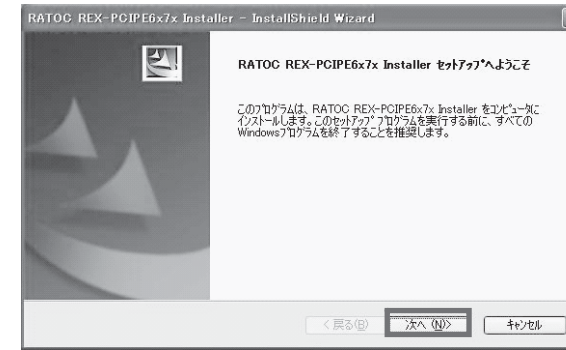 RATOC REX-PCIPE6x7x Installer - InstallShield Wizard
RATOC REX-PCIPE6x7x Installer ｾｯﾄｱｯﾌﾟへようこそ
このﾌﾟﾛｸﾞﾗﾑは、RATOC REX-PCIPE6x7x Installer をｺﾝﾋﾟｭｰﾀに
ｲﾝｽﾄｰﾙします。このｾｯﾄｱｯﾌﾟ ﾌﾟﾛｸﾞﾗﾑを実行する前に、すべての
Windowsﾌﾟﾛｸﾞﾗﾑを終了することを推奨します。
< 戻る(B)
次へ (N)>
ｷｬﾝｾﾙ